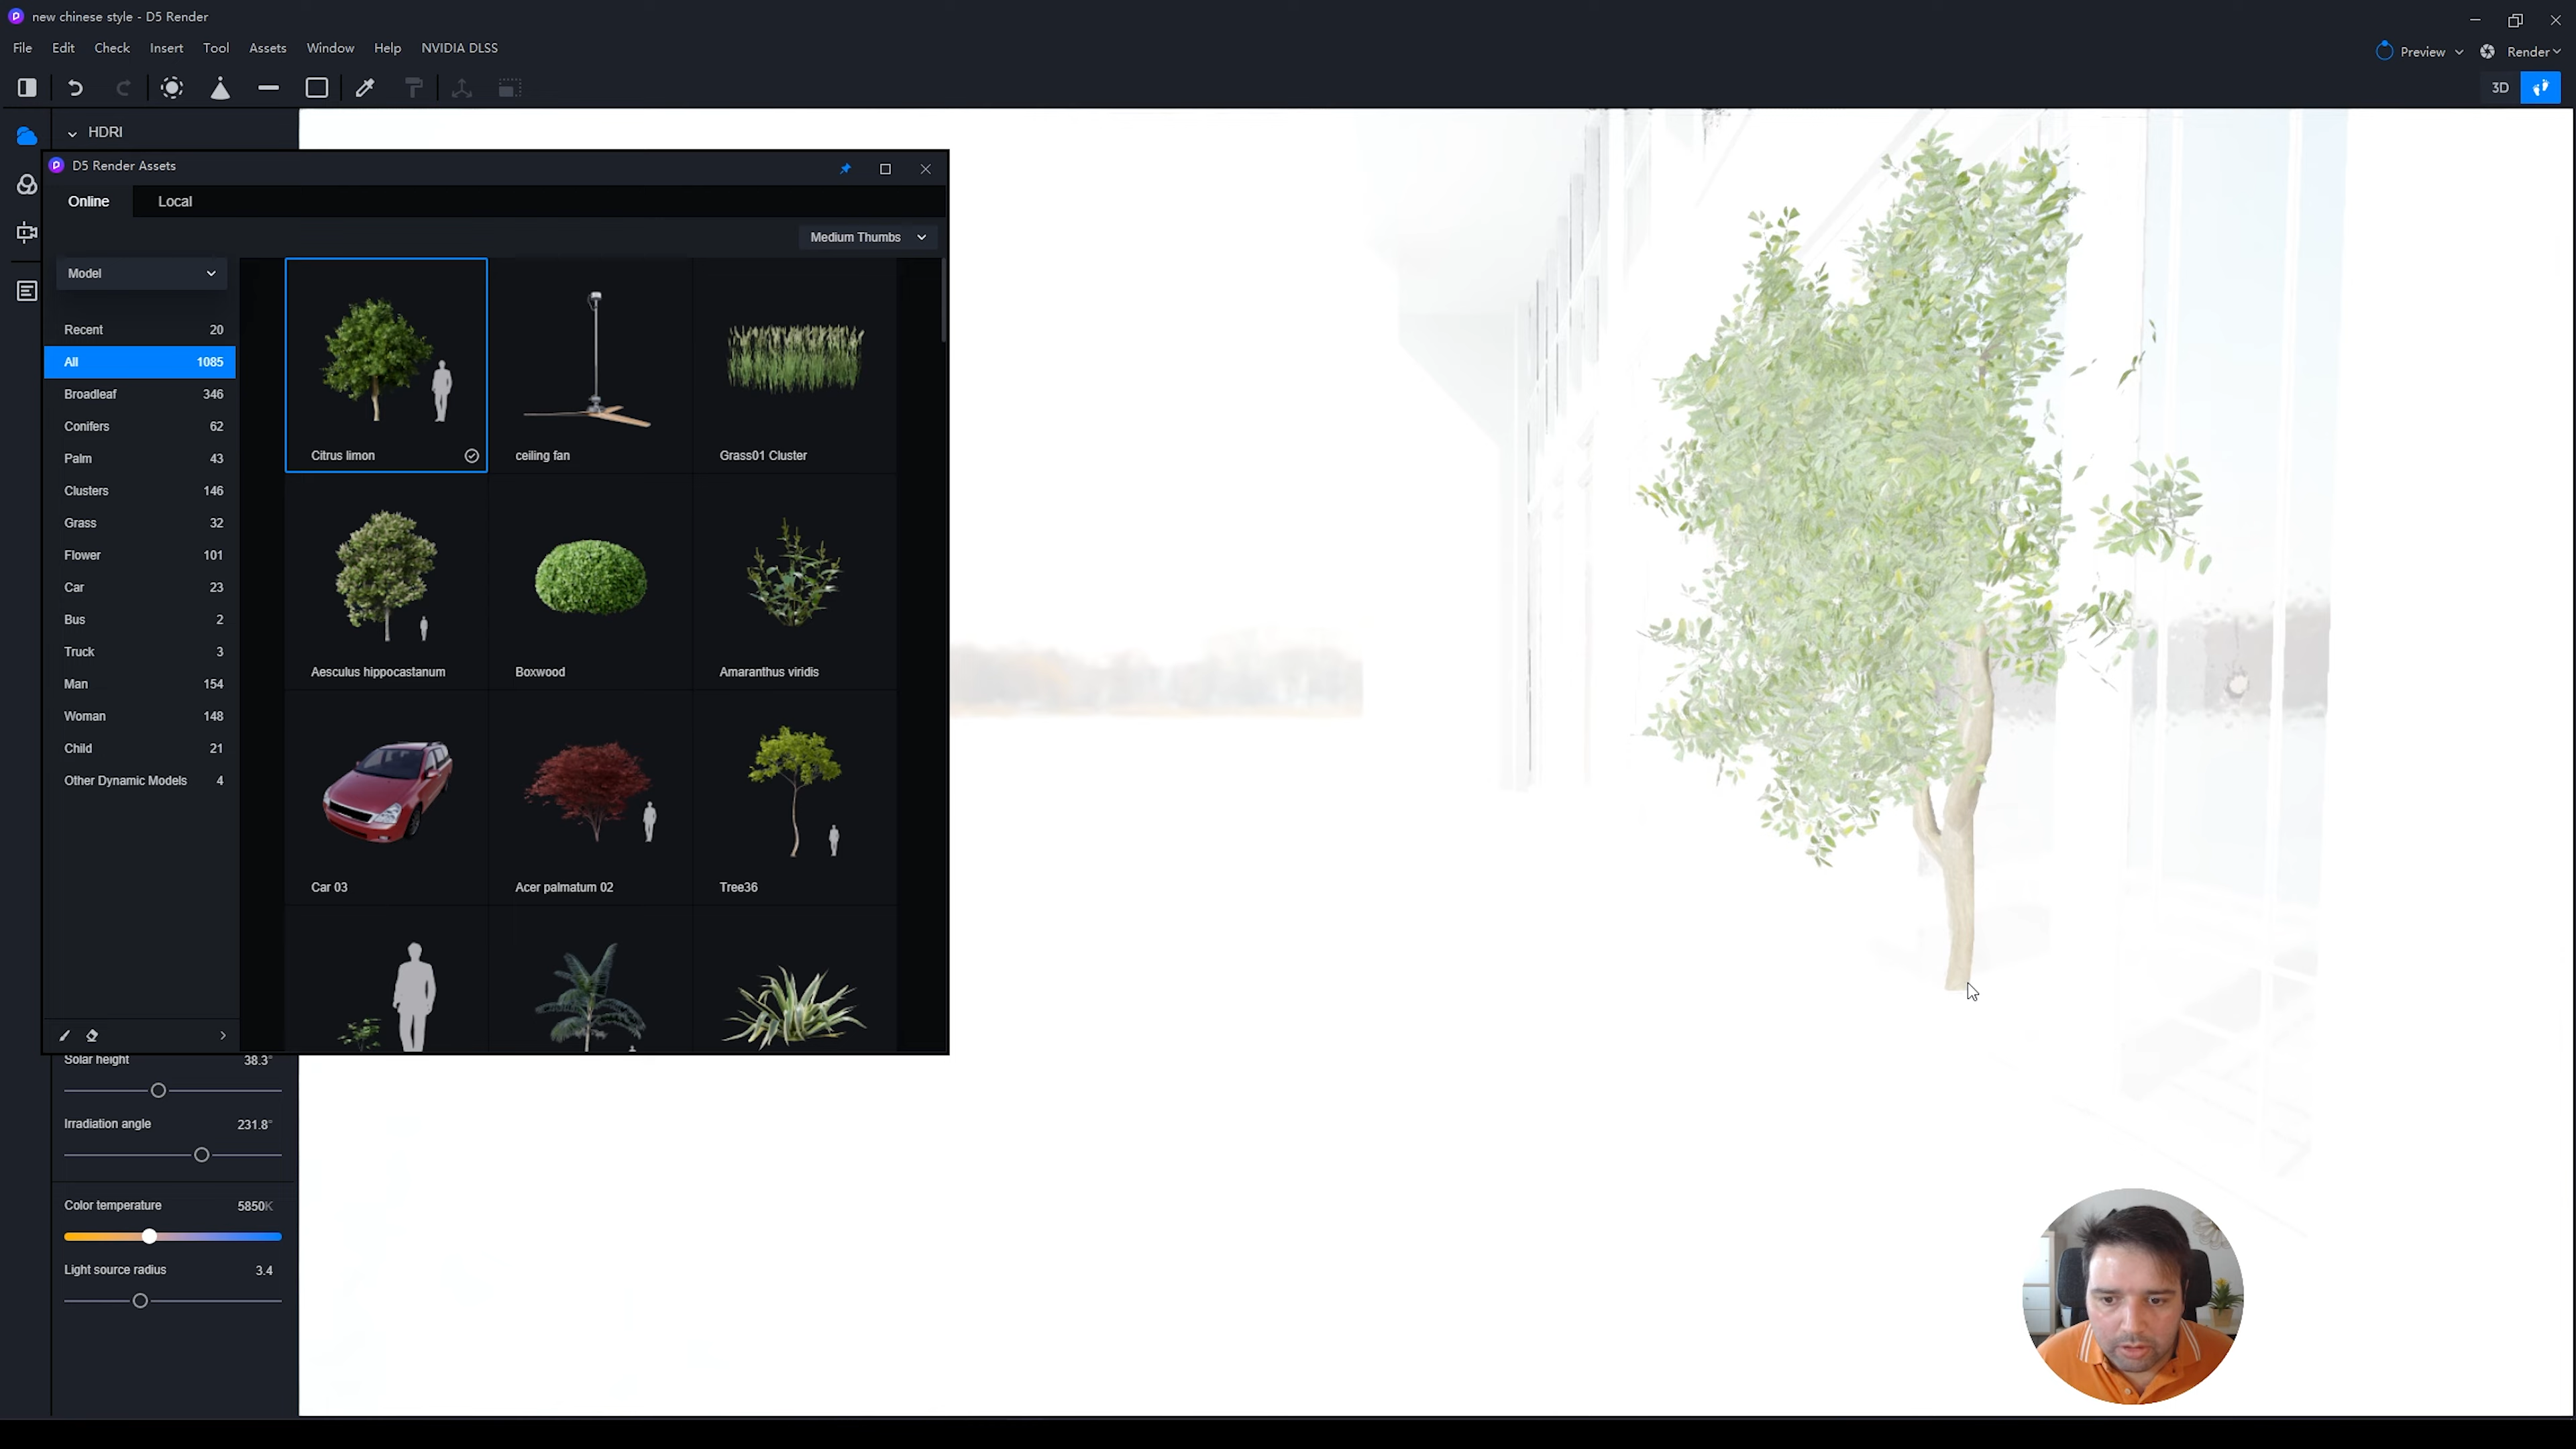 new chinese style - D5 Render
File Edit Check Insert Tool Assets Window Help NVIDIA DLSS
Preview Render
3D
HDRI
D5 Render Assets
Online Local
Medium Thumbs
Model
Recent 20
All 1085
Broadleaf 346
Conifers 62
Palm 43
Clusters 146
Grass 32
Flower 101
Car 23
Bus 2
Truck 3
Man 154
Woman 148
Child 21
Other Dynamic Models 4
Citrus limon ceiling fan Grass01 Cluster
Aesculus hippocastanum Boxwood Amaranthus viridis
Car 03 Acer palmatum 02 Tree36
Solar height 38.3°
Irradiation angle 231.8°
Color temperature 5850K
Light source radius 3.4